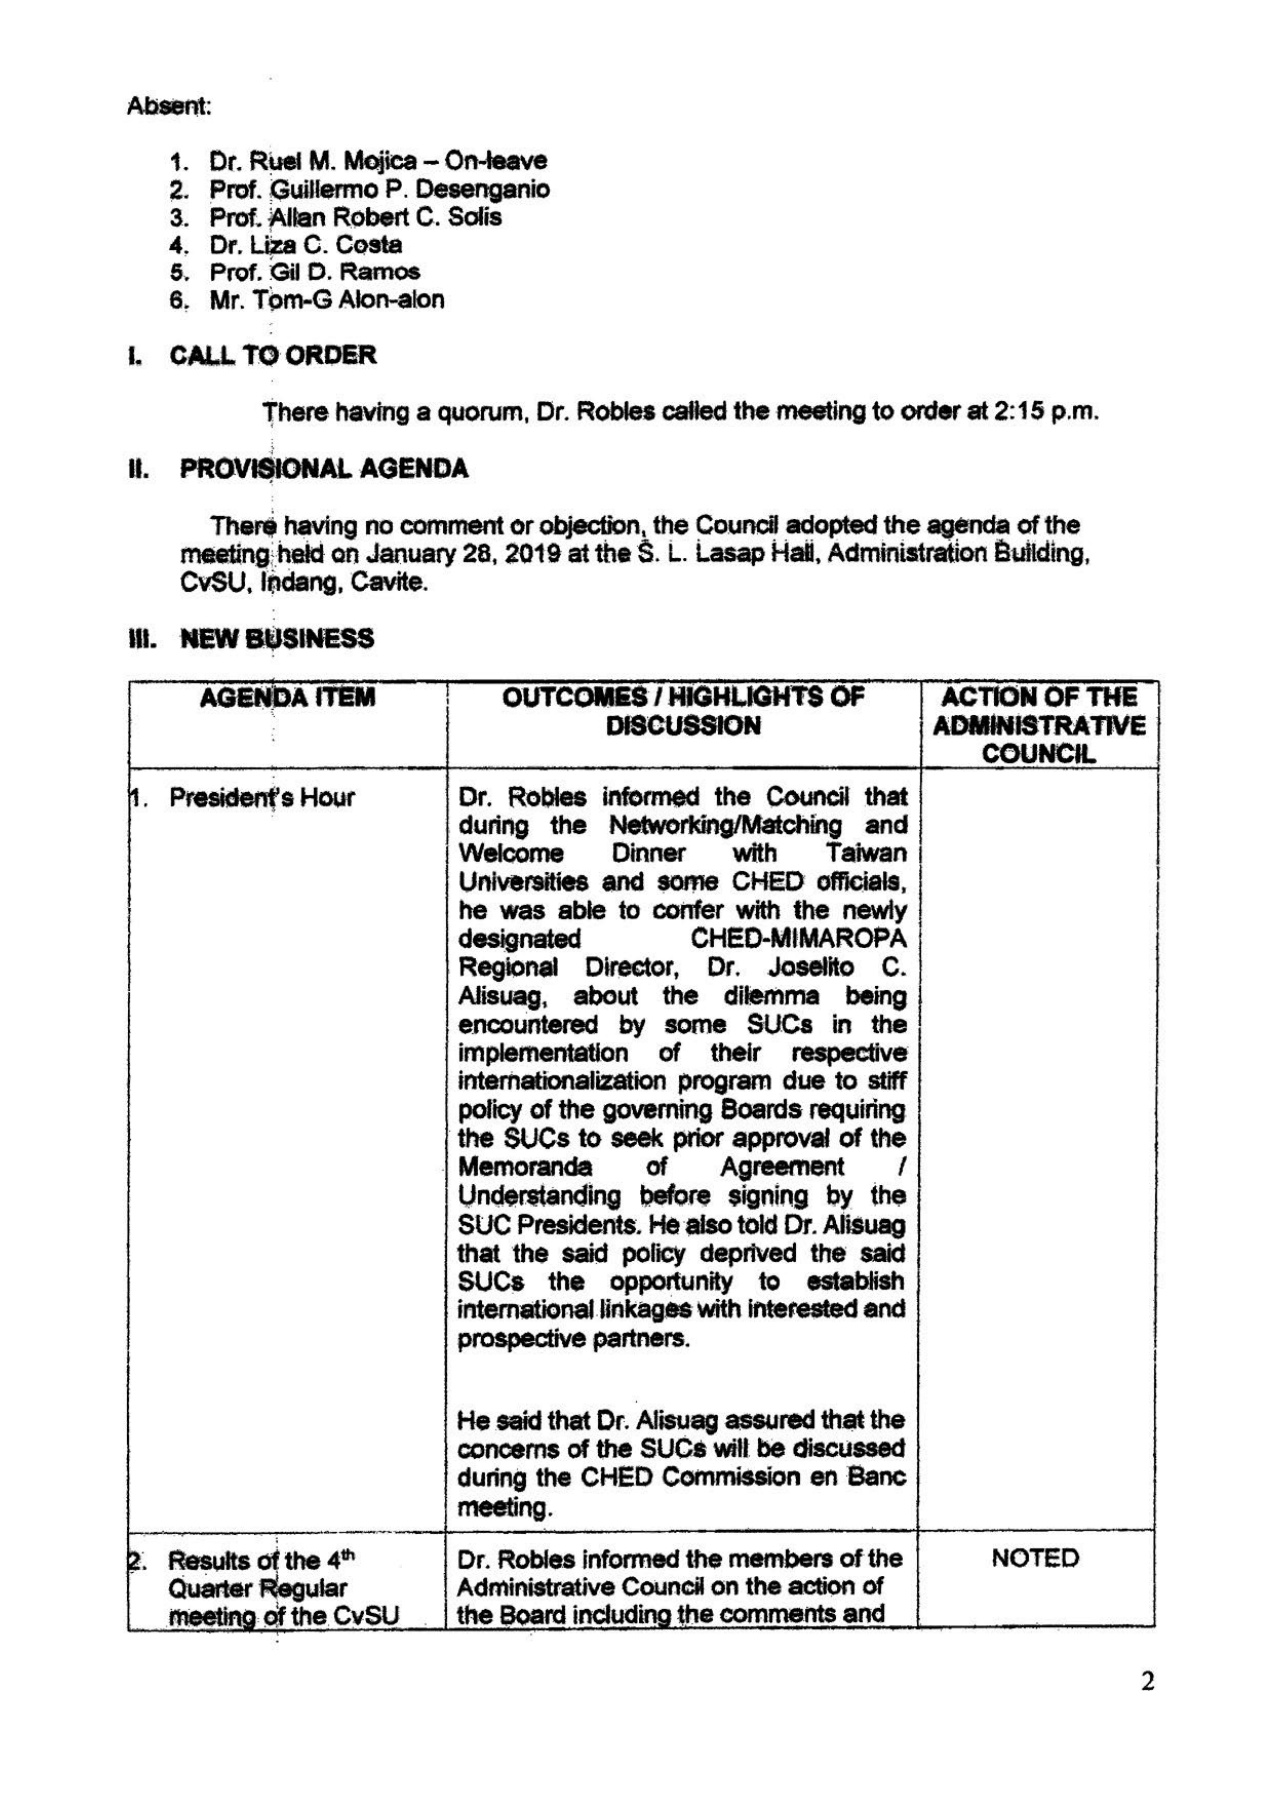 Absent:
1. Dr. Ruel M. Mojica – On-leave
2. Prof. Guillermo P. Desenganio
3. Prof. Allan Robert C. Solis
4. Dr. Liza C. Costa
5. Prof. Gil D. Ramos
6. Mr. Tom-G Alon-alon
I. CALL TO ORDER
There having a quorum, Dr. Robles called the meeting to order at 2:15 p.m.
II. PROVISIONAL AGENDA
There having no comment or objection, the Council adopted the agenda of the
meeting held on January 28, 2019 at the S. L. Lasap Hall, Administration Building,
CvSU, Indang, Cavite.
III. NEW BUSINESS
AGENDA ITEM
OUTCOMES / HIGHLIGHTS OF
DISCUSSION
ACTION OF THE
ADMINISTRATIVE
COUNCIL
1. President's Hour
Dr. Robles informed the Council that
during the Networking/Matching and
Welcome Dinner with Taiwan
Universities and some CHED officials,
he was able to confer with the newly
designated CHED-MIMAROPA
Regional Director, Dr. Joselito C.
Alisuag, about the dilemma being
encountered by some SUCs in the
implementation of their respective
internationalization program due to stiff
policy of the governing Boards requiring
the SUCs to seek prior approval of the
Memoranda of Agreement /
Understanding before signing by the
SUC Presidents. He also told Dr. Alisuag
that the said policy deprived the said
SUCs the opportunity to establish
international linkages with interested and
prospective partners.
He said that Dr. Alisuag assured that the
concerns of the SUCs will be discussed
during the CHED Commission en Banc
meeting.
2. Results of the 4th
Quarter Regular
meeting of the CvSU
Dr. Robles informed the members of the
Administrative Council on the action of
the Board including the comments and
NOTED
2